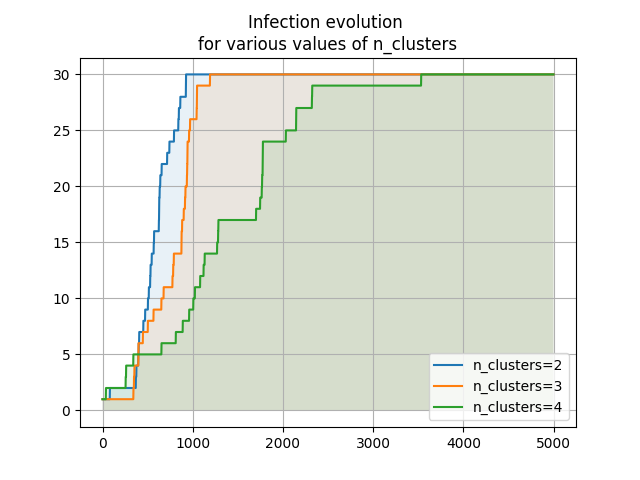 Infection evolution
for various values of n_clusters
30
25
20
15
10
5
0
0 1000 2000 3000 4000 5000
n_clusters=2
n_clusters=3
n_clusters=4